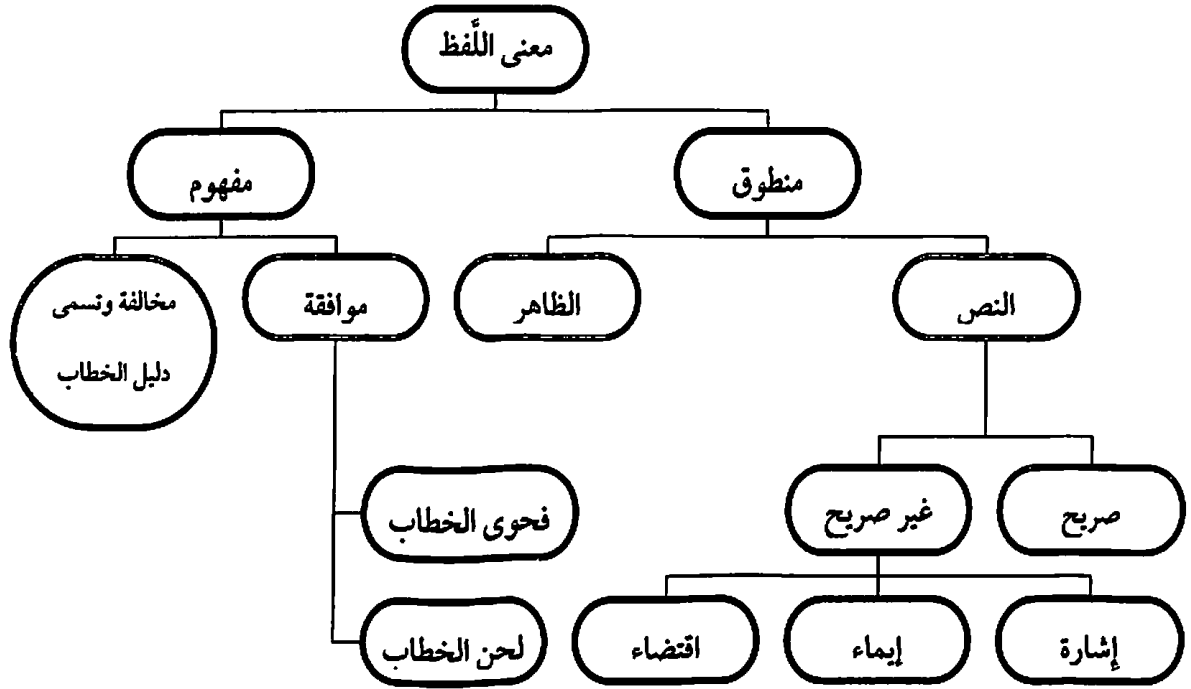 معنى اللَّفظ
منطوق
مفهوم
النص
الظاهر
موافقة
مخالفة وتسمى
دليل الخطاب
صريح
غير صريح
فحوى الخطاب
إشارة
إيماء
اقتضاء
لحن الخطاب